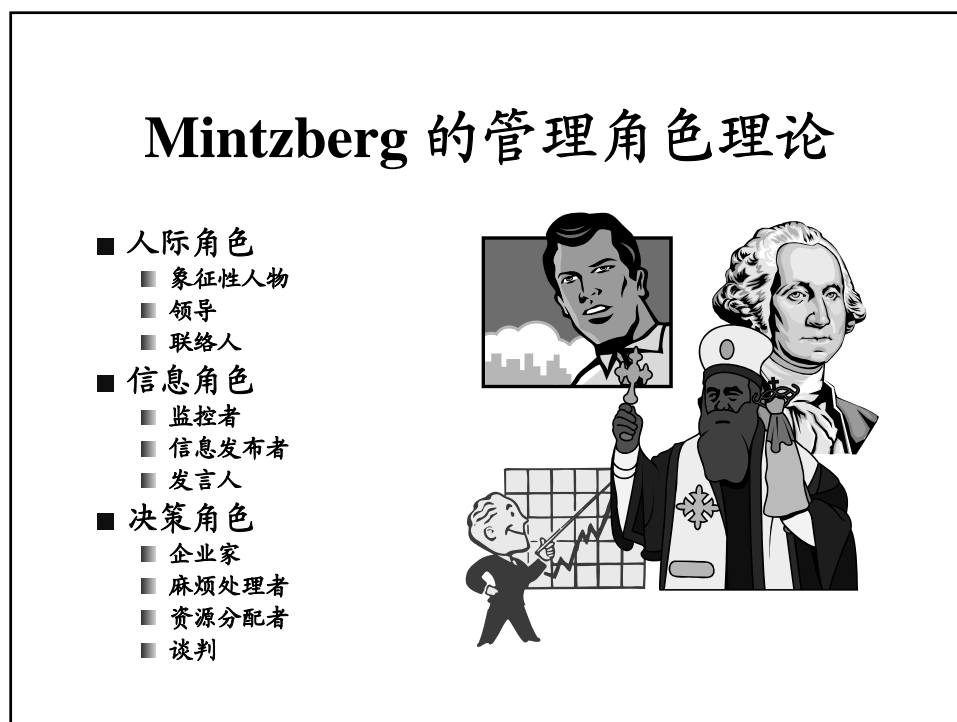 Mintzberg 的管理角色理论
人际角色
象征性人物
领导
联络人
信息角色
监控者
信息发布者
发言人
决策角色
企业家
麻烦处理者
资源分配者
谈判